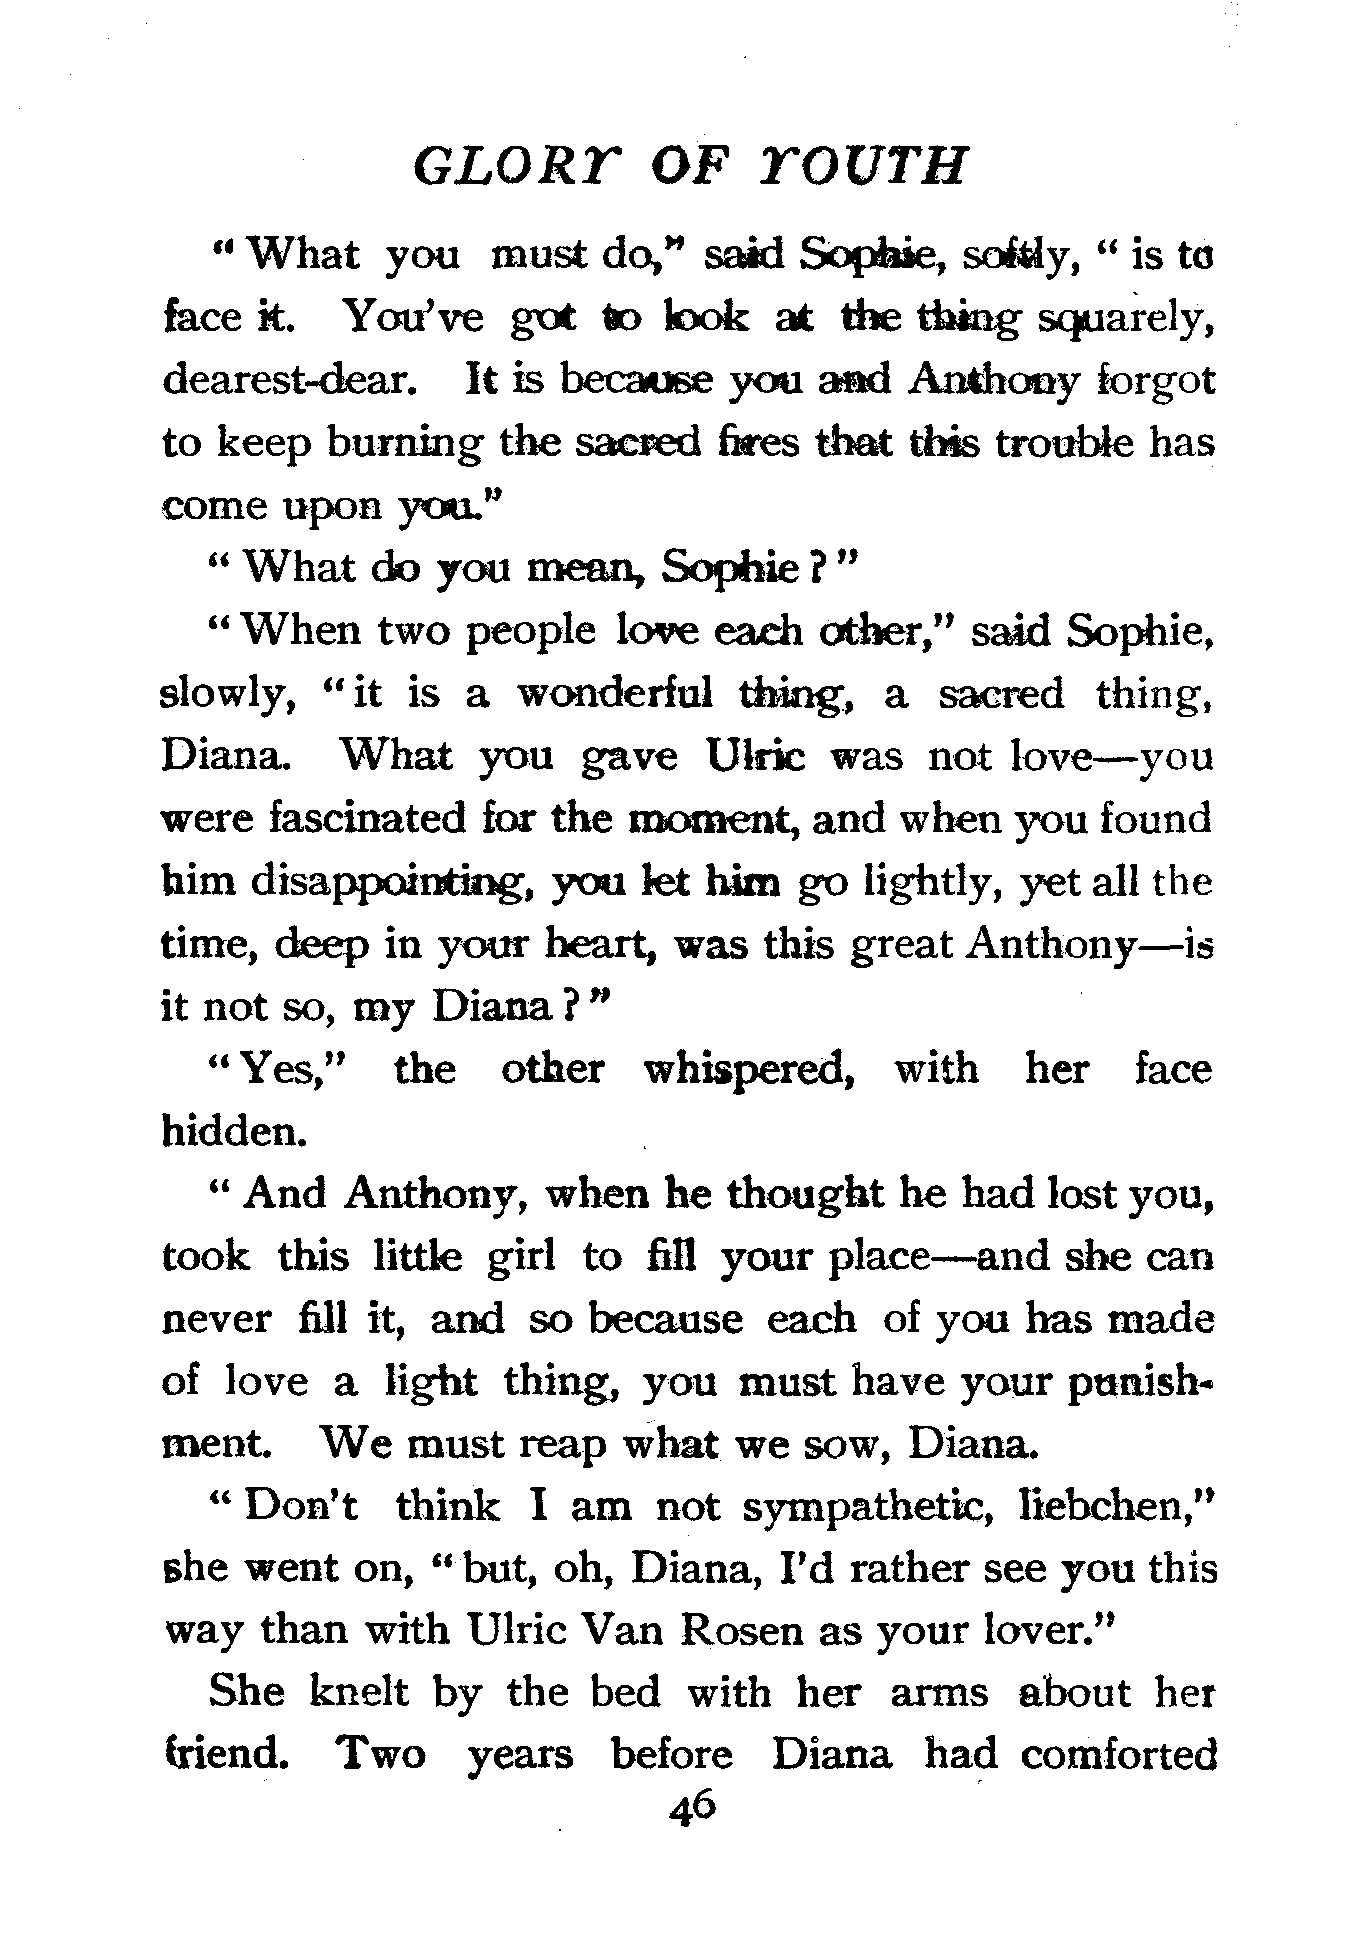 GLORY OF YOUTH
“ What you must do,” said Sophie, softly, “ is to
face it. You’ve got to look at the thing squarely,
dearest-dear. It is because you and Anthony forgot
to keep burning the sacred fires that this trouble has
come upon you.”
“ What do you mean, Sophie ? ”
“ When two people love each other,” said Sophie,
slowly, “ it is a wonderful thing, a sacred thing,
Diana. What you gave Ulric was not love—you
were fascinated for the moment, and when you found
him disappointing, you let him go lightly, yet all the
time, deep in your heart, was this great Anthony—is
it not so, my Diana ? ”
“ Yes,” the other whispered, with her face
hidden.
“ And Anthony, when he thought he had lost you,
took this little girl to fill your place—and she can
never fill it, and so because each of you has made
of love a light thing, you must have your punish-
ment. We must reap what we sow, Diana.
“ Don’t think I am not sympathetic, liebchen,”
she went on, “ but, oh, Diana, I’d rather see you this
way than with Ulric Van Rosen as your lover.”
She knelt by the bed with her arms about her
friend. Two years before Diana had comforted
46